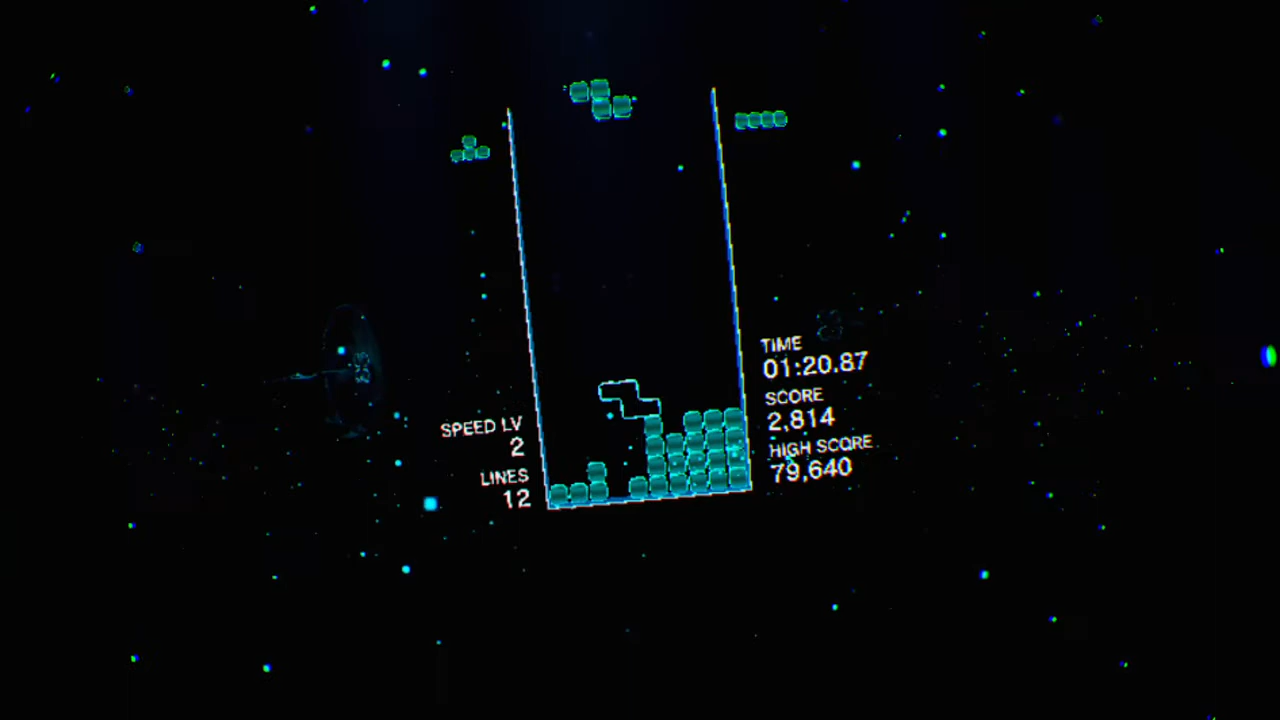 SPEED LV
2
LINES
12
TIME
01:20.87
SCORE
2,814
HIGH SCORE
79,640